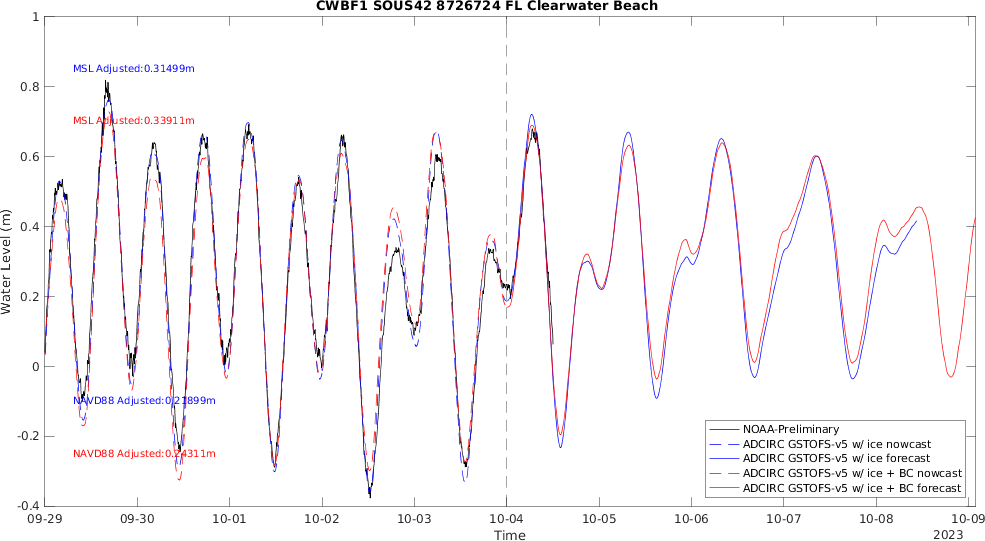 CWBF1 SOUS42 8726724 FL Clearwater Beach
1
0.8
0.6
0.4
0.2
0
-0.2
-0.4
Water Level (m)
MSL Adjusted:0.31499m
MSL Adjusted:0.33911m
NAVD88 Adjusted:0.21899m
NAVD88 Adjusted:0.24311m
NOAA-Preliminary
ADCIRC GSTOFS-v5 w/ ice nowcast
ADCIRC GSTOFS-v5 w/ ice forecast
ADCIRC GSTOFS-v5 w/ ice + BC nowcast
ADCIRC GSTOFS-v5 w/ ice + BC forecast
09-29 09-30 10-01 10-02 10-03 10-04 10-05 10-06 10-07 10-08 10-09
Time
2023